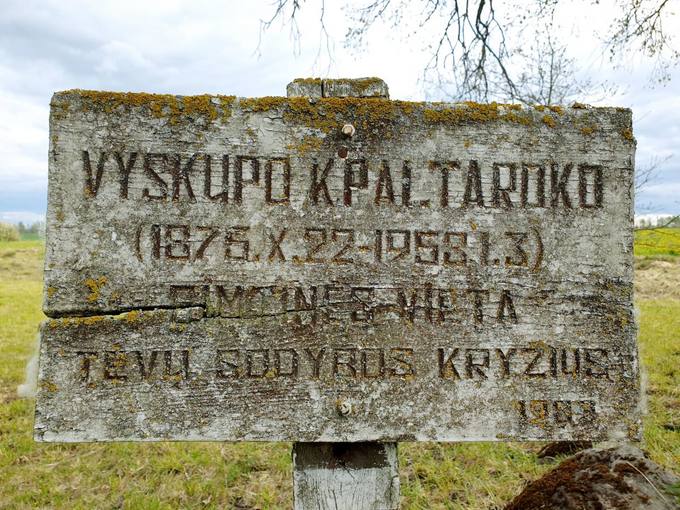 VYSKUPO K PALTAROKO
(1875.X.22-1958.I.3)
GIMTINĖS VIETA
TĖVŲ SODYBOS KRYŽIUS